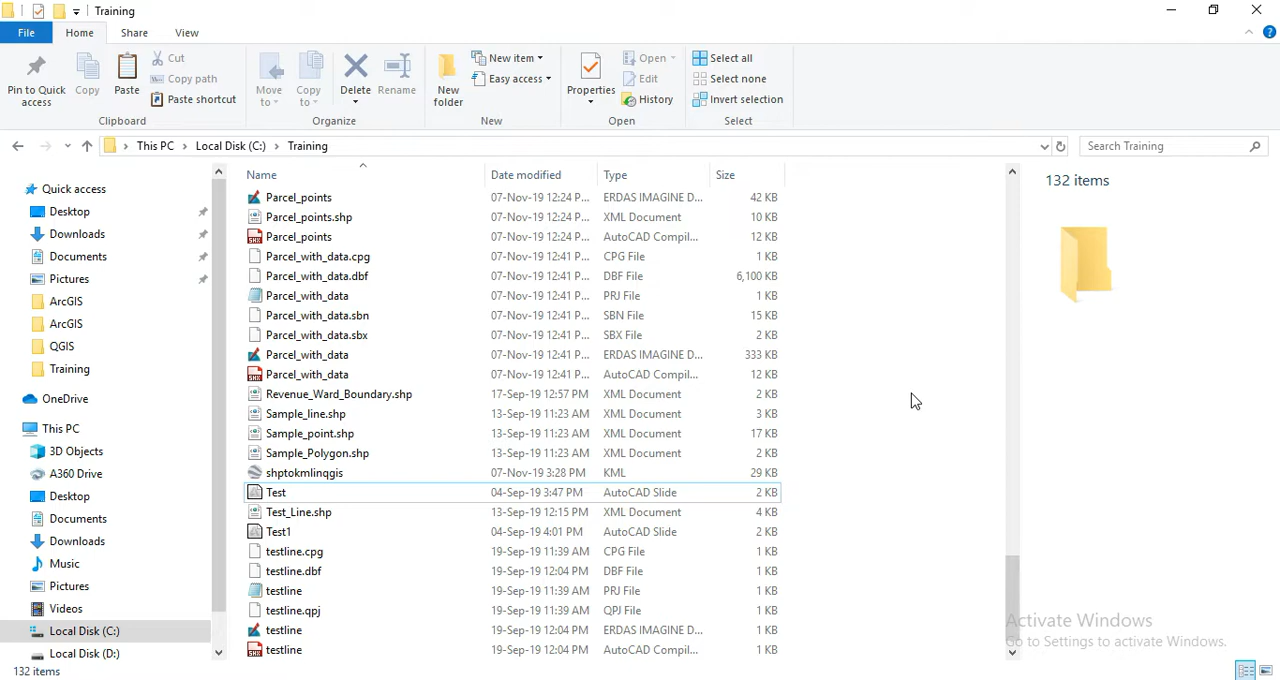 Training
File Home Share View
Pin to Quick access
Copy
Paste
Cut
Copy path
Paste shortcut
Clipboard
Move to
Copy to
Delete
Rename
Organize
New folder
New item
Easy access
New
Properties
Open
Edit
History
Open
Select all
Select none
Invert selection
Select
This PC Local Disk (C:) Training
Search Training
Quick access
Desktop
Downloads
Documents
Pictures
ArcGIS
ArcGIS
QGIS
Training
OneDrive
This PC
3D Objects
A360 Drive
Desktop
Documents
Downloads
Music
Pictures
Videos
Local Disk (C:)
Local Disk (D:)
Name Date modified Type Size
Parcel_points 07-Nov-19 12:24 P... ERDAS IMAGINE D... 42 KB
Parcel_points.shp 07-Nov-19 12:24 P... XML Document 10 KB
Parcel_points 07-Nov-19 12:24 P... AutoCAD Compil... 12 KB
Parcel_with_data.cpg 07-Nov-19 12:41 P... CPG File 1 KB
Parcel_with_data.dbf 07-Nov-19 12:41 P... DBF File 6,100 KB
Parcel_with_data 07-Nov-19 12:41 P... PRJ File 1 KB
Parcel_with_data.sbn 07-Nov-19 12:41 P... SBN File 15 KB
Parcel_with_data.sbx 07-Nov-19 12:41 P... SBX File 2 KB
Parcel_with_data 07-Nov-19 12:41 P... ERDAS IMAGINE D... 333 KB
Parcel_with_data 07-Nov-19 12:41 P... AutoCAD Compil... 12 KB
Revenue_Ward_Boundary.shp 17-Sep-19 12:57 PM XML Document 2 KB
Sample_line.shp 13-Sep-19 11:23 AM XML Document 3 KB
Sample_point.shp 13-Sep-19 11:23 AM XML Document 17 KB
Sample_Polygon.shp 13-Sep-19 11:23 AM XML Document 2 KB
shptokmlinqgis 07-Nov-19 3:28 PM KML 29 KB
Test 04-Sep-19 3:47 PM AutoCAD Slide 2 KB
Test_Line.shp 13-Sep-19 12:15 PM XML Document 4 KB
Test1 04-Sep-19 4:01 PM AutoCAD Slide 2 KB
testline.cpg 19-Sep-19 11:39 AM CPG File 1 KB
testline.dbf 19-Sep-19 12:04 PM DBF File 1 KB
testline 19-Sep-19 11:39 AM PRJ File 1 KB
testline.qpj 19-Sep-19 11:39 AM QPJ File 1 KB
testline 19-Sep-19 12:04 PM ERDAS IMAGINE D... 1 KB
testline 19-Sep-19 12:04 PM AutoCAD Compil... 1 KB
132 items
Activate Windows
Go to Settings to activate Windows.
132 items